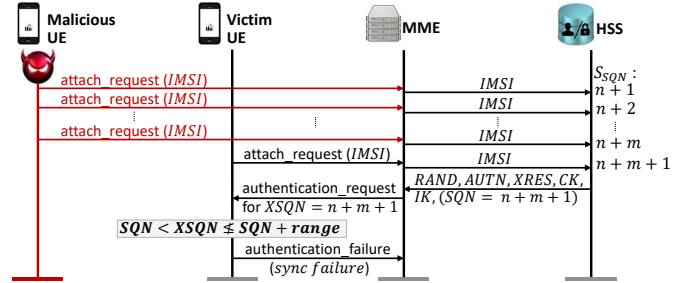 Malicious
UE
Victim
UE
MME
HSS
S_SQN :
attach_request (IMSI)
IMSI
n + 1
attach_request (IMSI)
IMSI
n + 2
attach_request (IMSI)
IMSI
n + m
attach_request (IMSI)
IMSI
n + m + 1
authentication_request
for XSQN = n + m + 1
RAND, AUTN, XRES, CK,
IK, (SQN = n + m + 1)
SQN < XSQN ≰ SQN + range
authentication_failure
(sync failure)